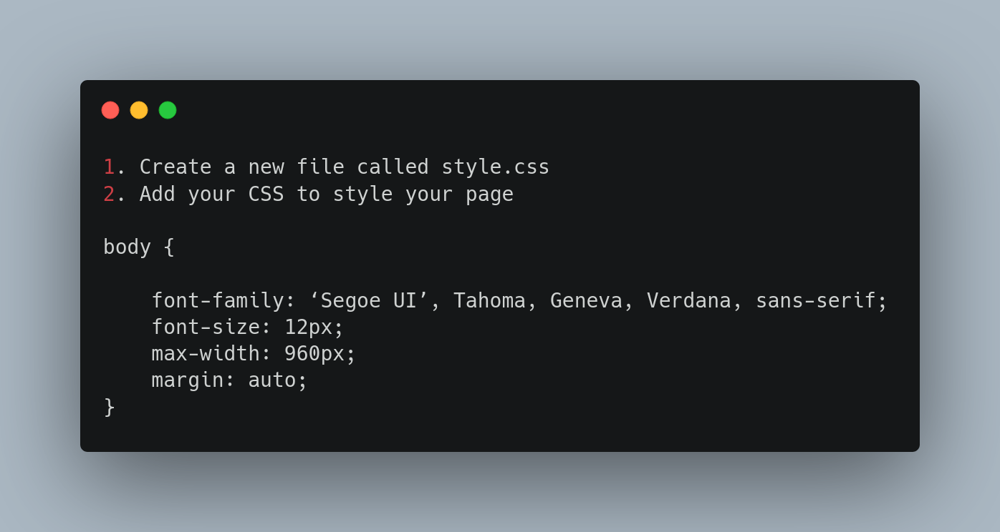 1. Create a new file called style.css
2. Add your CSS to style your page
body {
font-family: ‘Segoe UI’, Tahoma, Geneva, Verdana, sans-serif;
font-size: 12px;
max-width: 960px;
margin: auto;
}